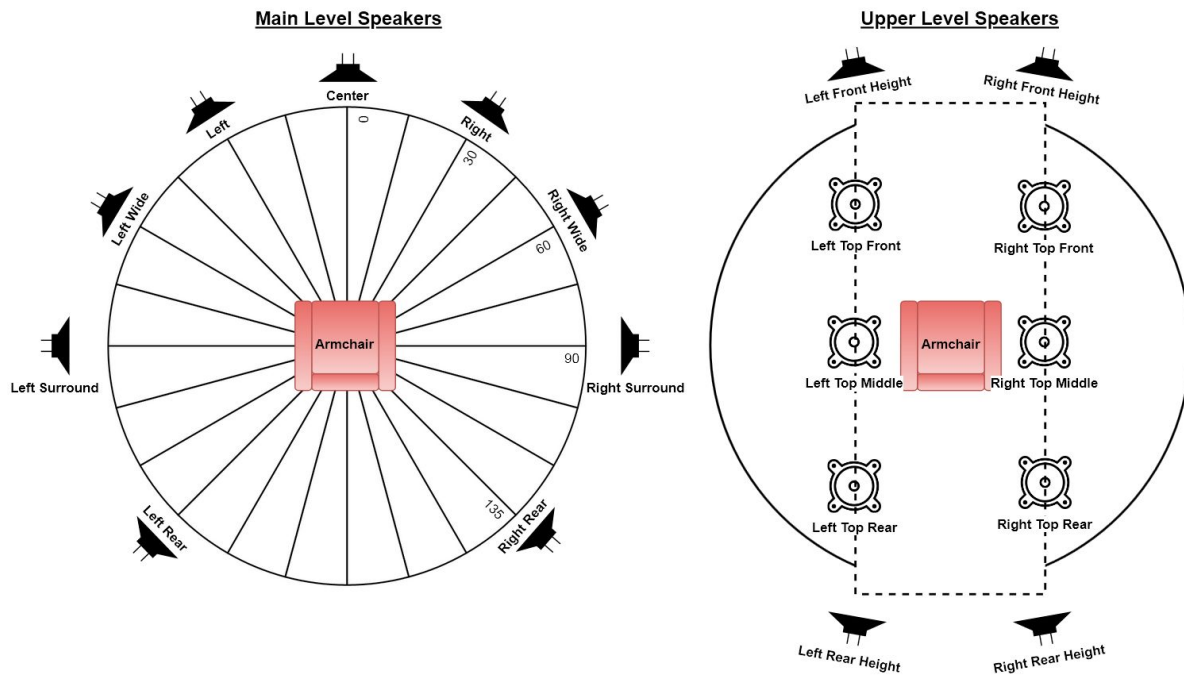 Main Level Speakers
Center
Left
Right
Left Wide
Right Wide
Left Surround
Right Surround
Left Rear
Right Rear
0
30
60
90
135
Armchair
Upper Level Speakers
Left Front Height
Right Front Height
Left Top Front
Right Top Front
Armchair
Left Top Middle
Right Top Middle
Left Top Rear
Right Top Rear
Left Rear Height
Right Rear Height